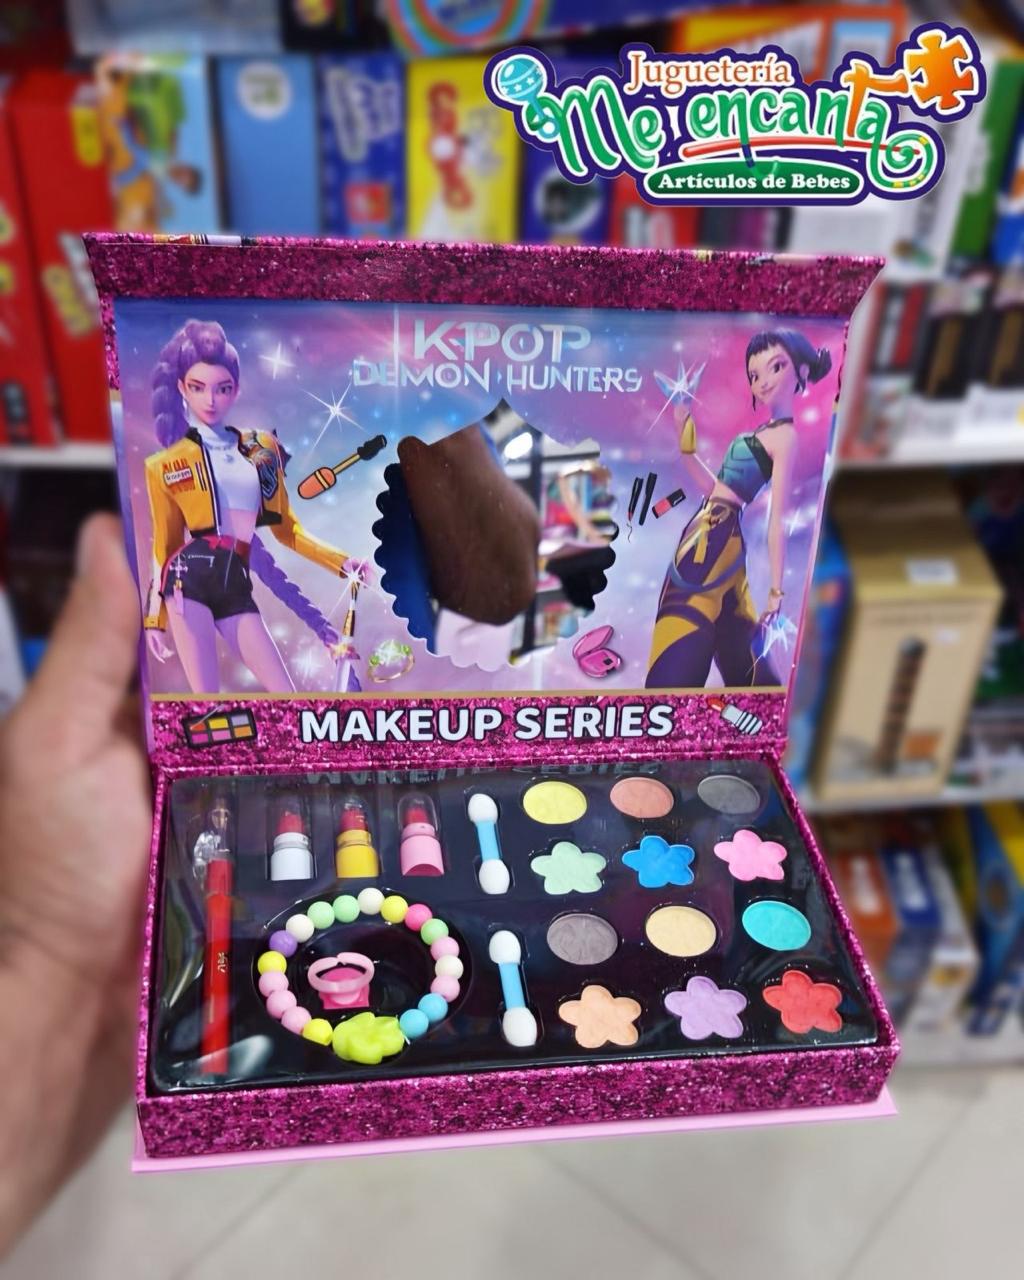 Juguetería
Me encanta
Artículos de Bebes
K-POP
DEMON HUNTERS
MAKEUP SERIES